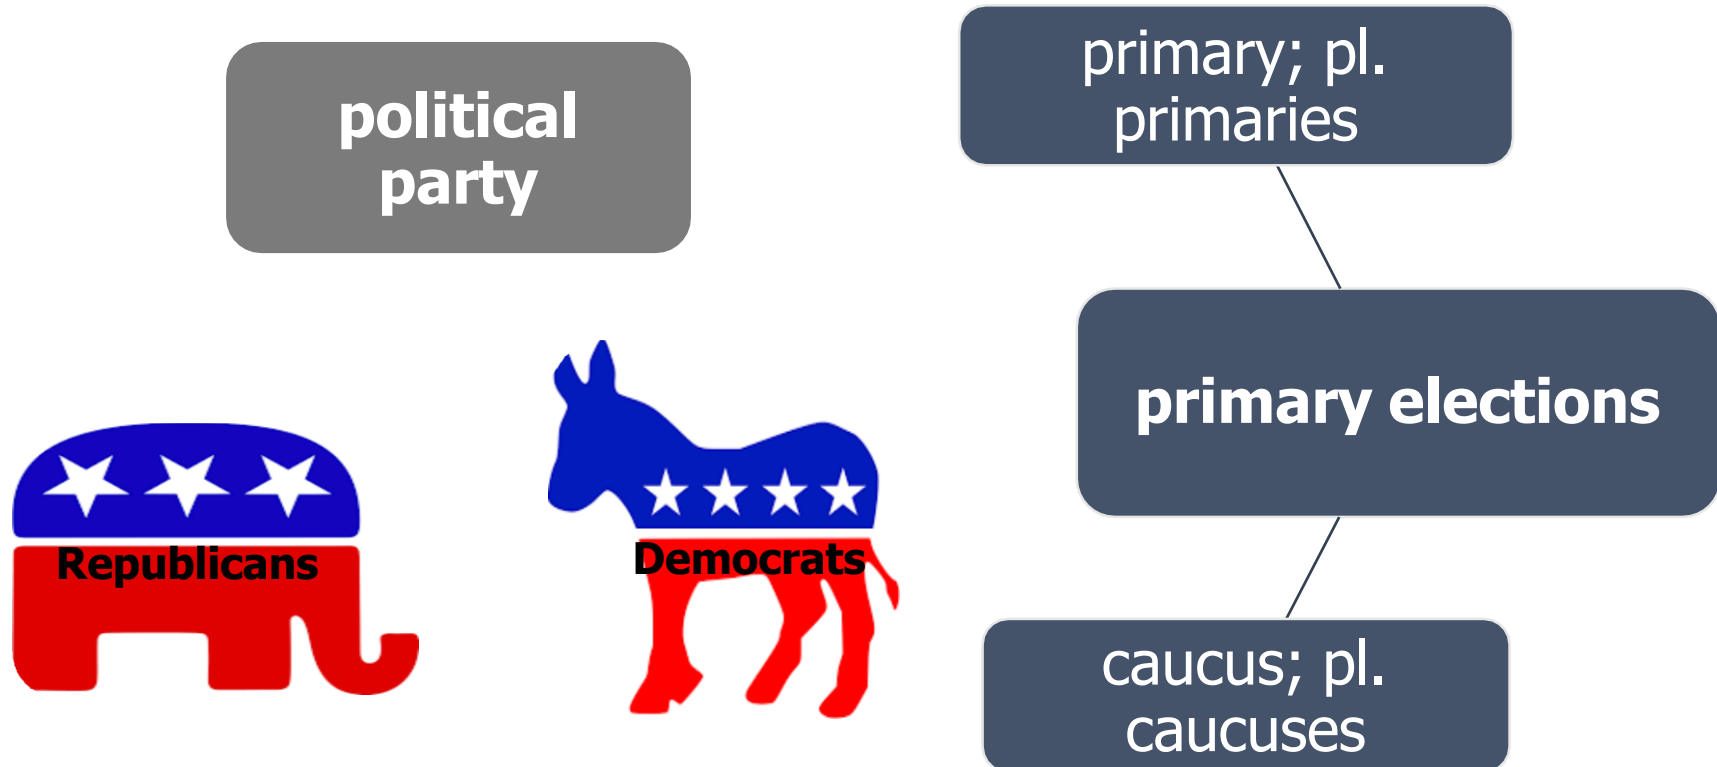 political
party
Republicans
Democrats
primary; pl.
primaries
primary elections
caucus; pl.
caucuses